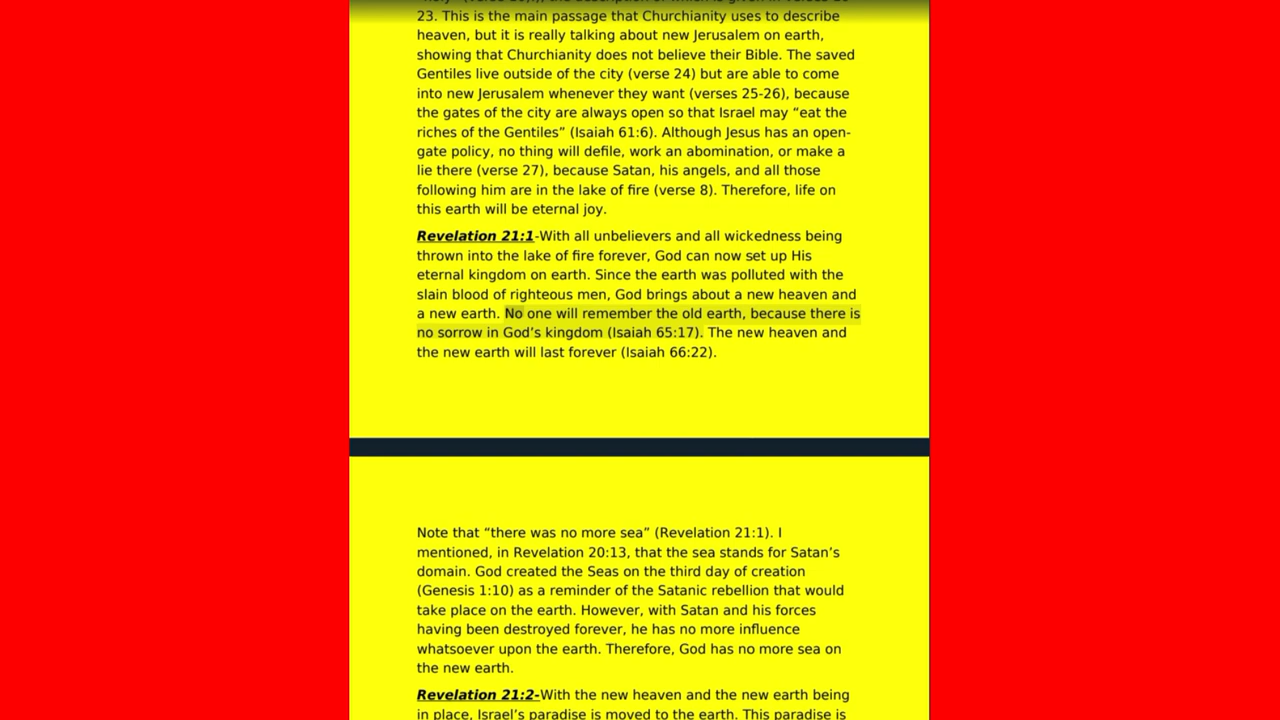 23. This is the main passage that Churchianity uses to describe
heaven, but it is really talking about new Jerusalem on earth,
showing that Churchianity does not believe their Bible. The saved
Gentiles live outside of the city (verse 24) but are able to come
into new Jerusalem whenever they want (verses 25-26), because
the gates of the city are always open so that Israel may “eat the
riches of the Gentiles” (Isaiah 61:6). Although Jesus has an open-
gate policy, no thing will defile, work an abomination, or make a
lie there (verse 27), because Satan, his angels, and all those
following him are in the lake of fire (verse 8). Therefore, life on
this earth will be eternal joy.
Revelation 21:1-With all unbelievers and all wickedness being
thrown into the lake of fire forever, God can now set up His
eternal kingdom on earth. Since the earth was polluted with the
slain blood of righteous men, God brings about a new heaven and
a new earth. No one will remember the old earth, because there is
no sorrow in God’s kingdom (Isaiah 65:17). The new heaven and
the new earth will last forever (Isaiah 66:22).
Note that “there was no more sea” (Revelation 21:1). I
mentioned, in Revelation 20:13, that the sea stands for Satan’s
domain. God created the Seas on the third day of creation
(Genesis 1:10) as a reminder of the Satanic rebellion that would
take place on the earth. However, with Satan and his forces
having been destroyed forever, he has no more influence
whatsoever upon the earth. Therefore, God has no more sea on
the new earth.
Revelation 21:2-With the new heaven and the new earth being
in place, Israel’s paradise is moved to the earth. This paradise is